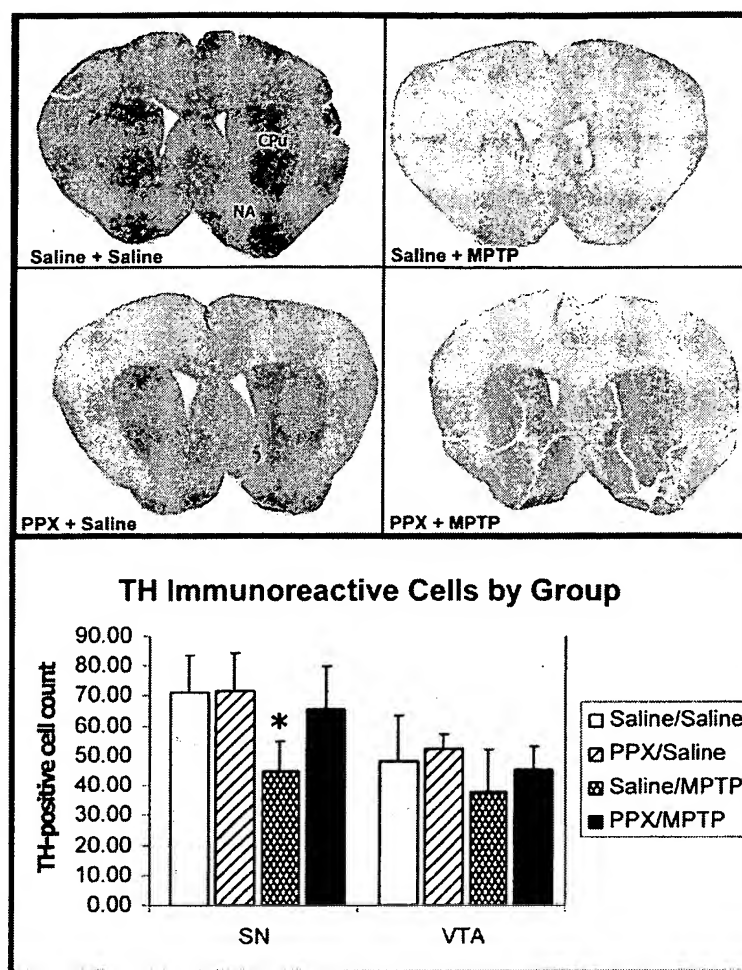 CPu
NA
Saline + Saline
Saline + MPTP
PPX + Saline
PPX + MPTP
TH Immunoreactive Cells by Group
90.00
80.00
70.00
60.00
50.00
40.00
30.00
20.00
10.00
0.00
TH-positive cell count
*
SN
VTA
Saline/Saline
PPX/Saline
Saline/MPTP
PPX/MPTP